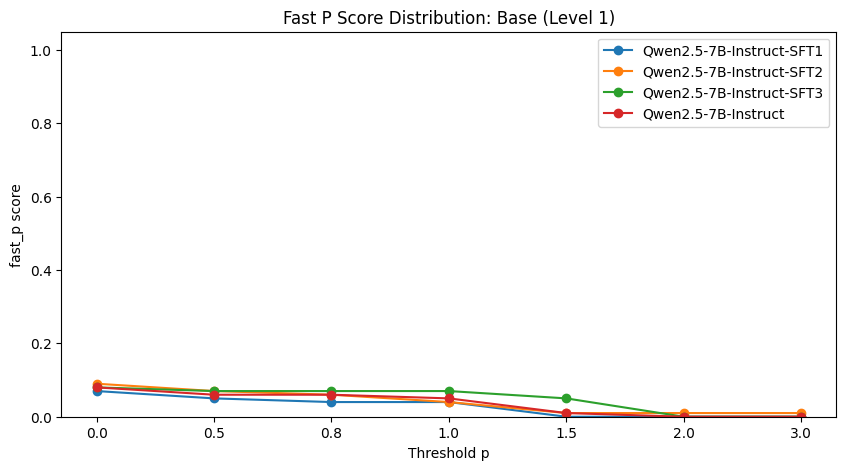 Fast P Score Distribution: Base (Level 1)
Qwen2.5-7B-Instruct-SFT1
Qwen2.5-7B-Instruct-SFT2
Qwen2.5-7B-Instruct-SFT3
Qwen2.5-7B-Instruct
fast_p score
1.0
0.8
0.6
0.4
0.2
0.0
0.0 0.5 0.8 1.0 1.5 2.0 3.0
Threshold p